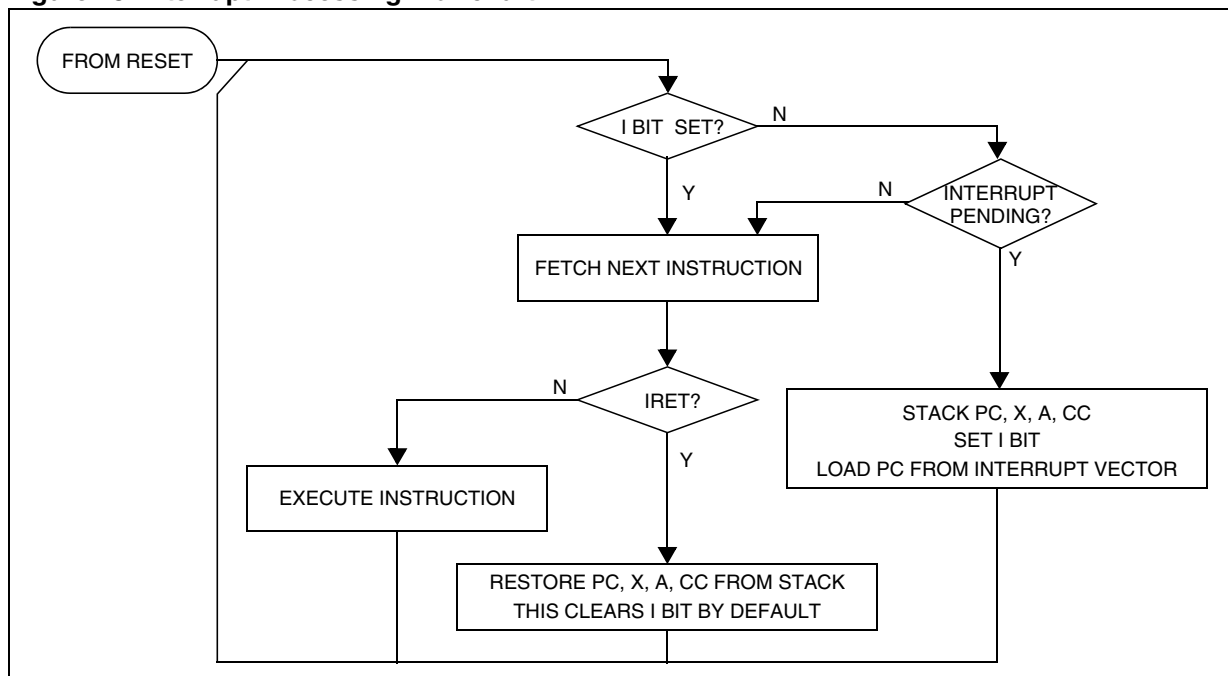 FROM RESET
I BIT SET?
N
Y
N
INTERRUPT
PENDING?
Y
FETCH NEXT INSTRUCTION
N
IRET?
Y
STACK PC, X, A, CC
SET I BIT
LOAD PC FROM INTERRUPT VECTOR
EXECUTE INSTRUCTION
RESTORE PC, X, A, CC FROM STACK
THIS CLEARS I BIT BY DEFAULT